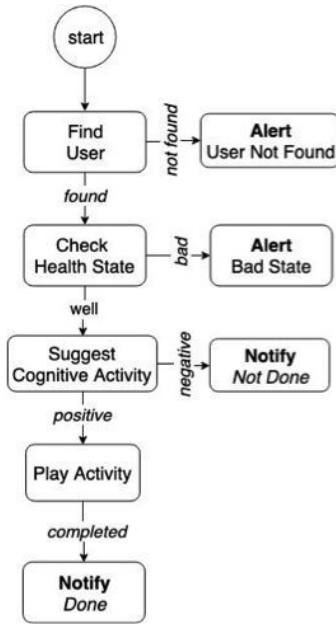 start
Find
User
not found
Alert
User Not Found
found
Check
Health State
bad
Alert
Bad State
well
Suggest
Cognitive Activity
negative
Notify
Not Done
positive
Play Activity
completed
Notify
Done